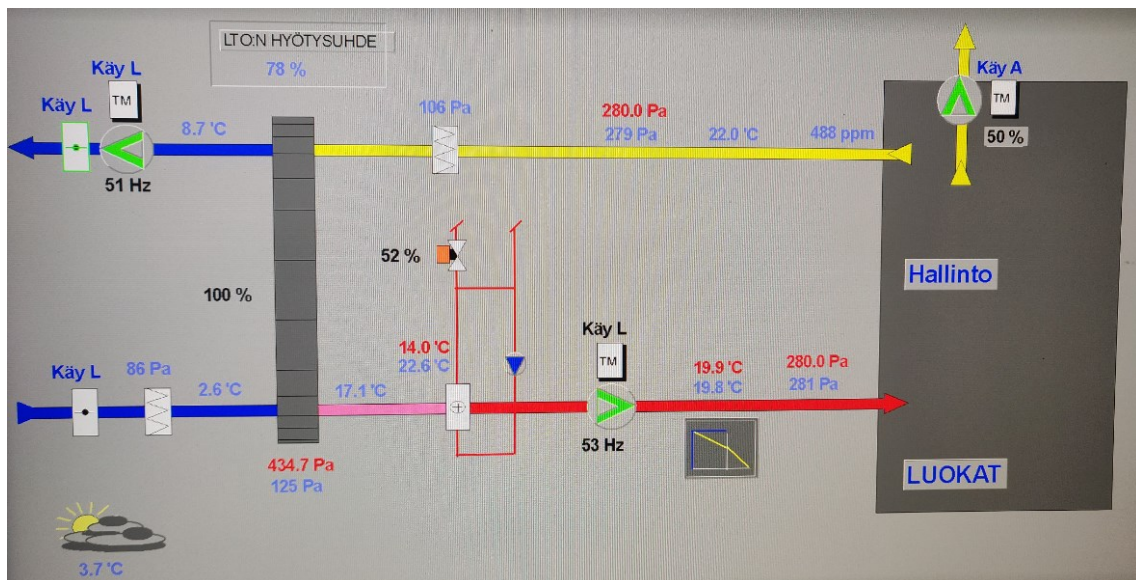 LTO:N HYÖTYSUHDE
78 %
Käy L
TM
Käy L
8.7 'C
51 Hz
106 Pa
280.0 Pa
279 Pa
22.0 'C
488 ppm
Käy A
TM
50 %
52 %
100 %
Hallinto
Käy L
86 Pa
2.6 'C
17.1 'C
14.0 'C
22.6 'C
Käy L
TM
53 Hz
19.9 'C
19.8 'C
280.0 Pa
281 Pa
434.7 Pa
125 Pa
LUOKAT
3.7 'C